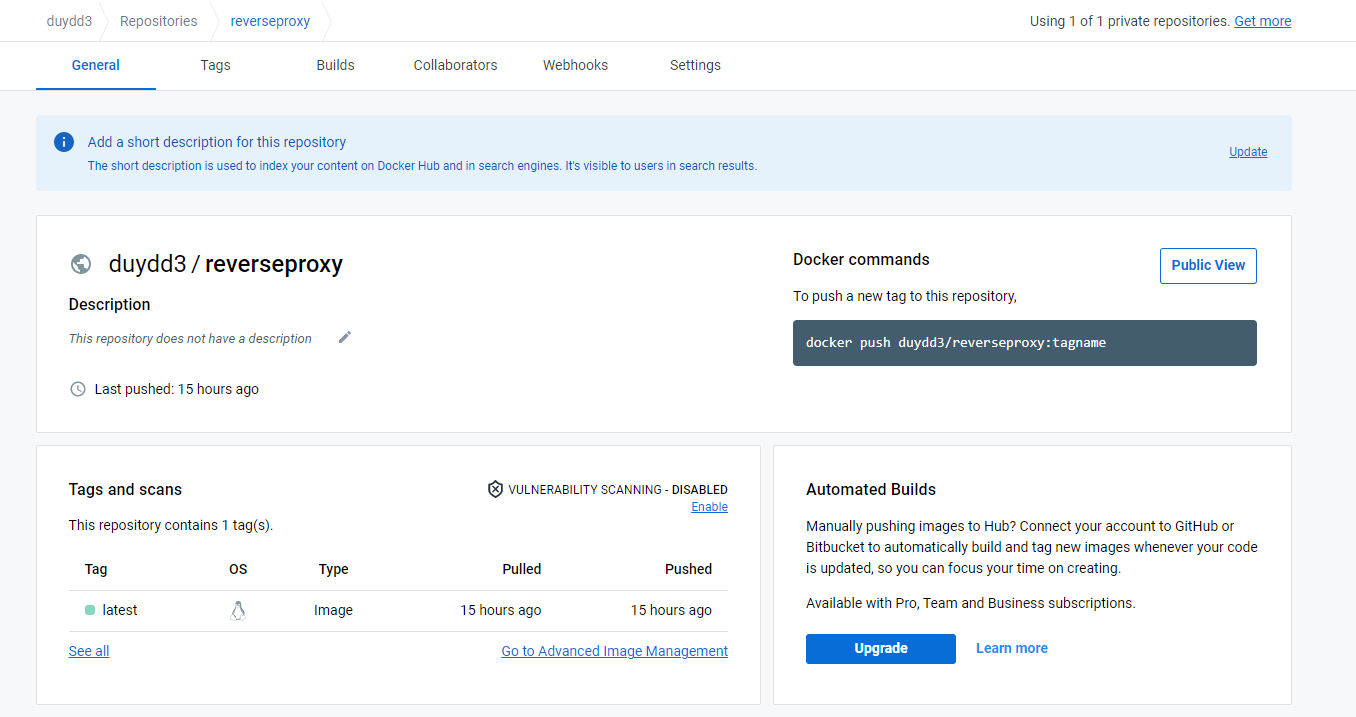 duydd3 Repositories reverseproxy Using 1 of 1 private repositories. Get more
General Tags Builds Collaborators Webhooks Settings
Add a short description for this repository
The short description is used to index your content on Docker Hub and in search engines. It's visible to users in search results.
Update
duydd3 / reverseproxy
Description
This repository does not have a description
Last pushed: 15 hours ago
Docker commands
Public View
To push a new tag to this repository,
docker push duydd3/reverseproxy:tagname
Tags and scans
VULNERABILITY SCANNING - DISABLED
Enable
This repository contains 1 tag(s).
Tag OS Type Pulled Pushed
latest Image 15 hours ago 15 hours ago
See all Go to Advanced Image Management
Automated Builds
Manually pushing images to Hub? Connect your account to GitHub or
Bitbucket to automatically build and tag new images whenever your code
is updated, so you can focus your time on creating.
Available with Pro, Team and Business subscriptions.
Upgrade Learn more